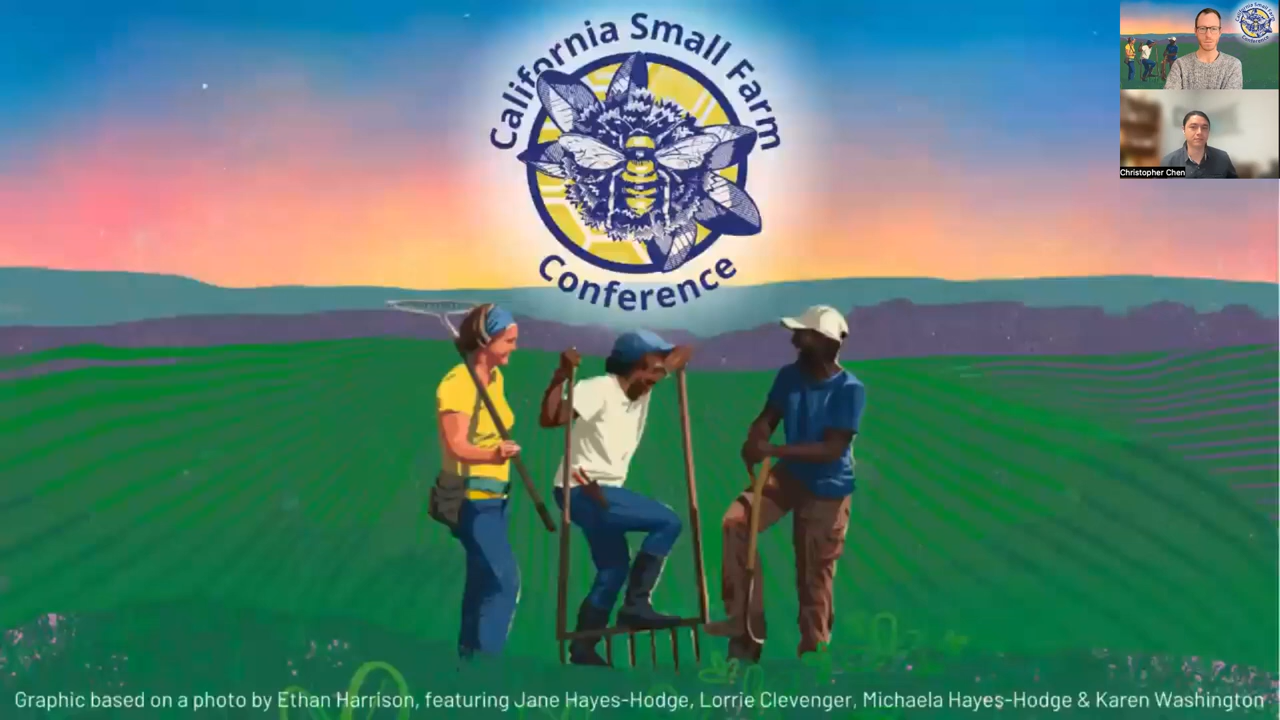 California Small Farm
Conference
Christopher Chen
Graphic based on a photo by Ethan Harrison, featuring Jane Hayes-Hodge, Lorrie Clevenger, Michaela Hayes-Hodge & Karen Washington